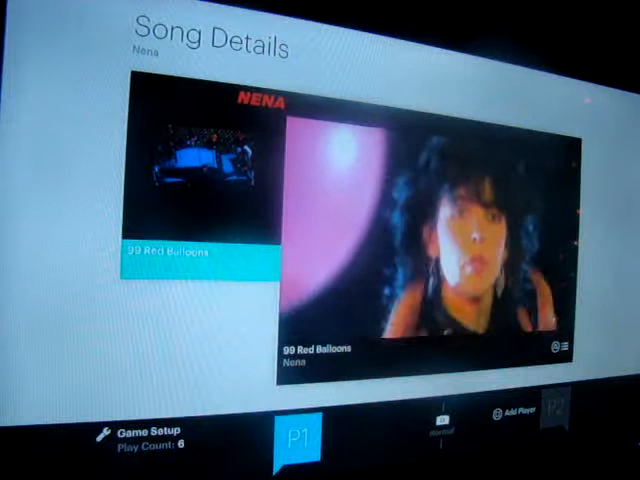 Song Details
Nena
NENA
99 Red Balloons
99 Red Balloons
Nena
Game Setup
Play Count: 6
P1
Normal
Add Player
P2